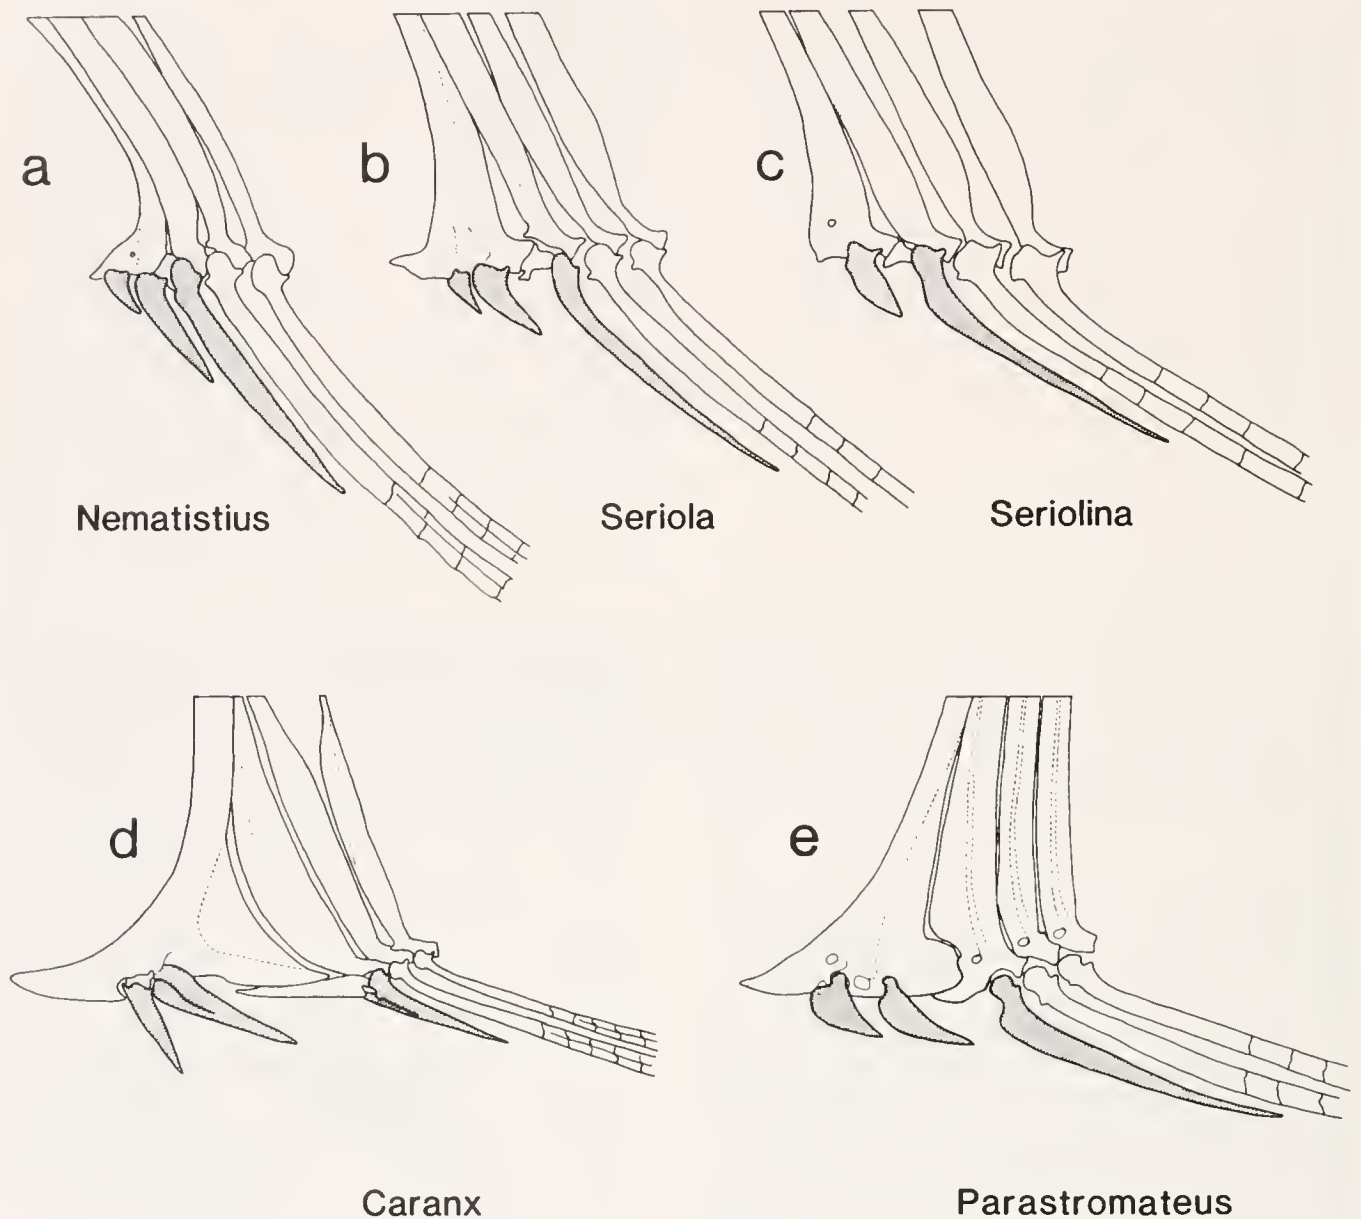 a
b
c
Nematistius
Seriola
Seriolina
d
e
Caranx
Parastromateus